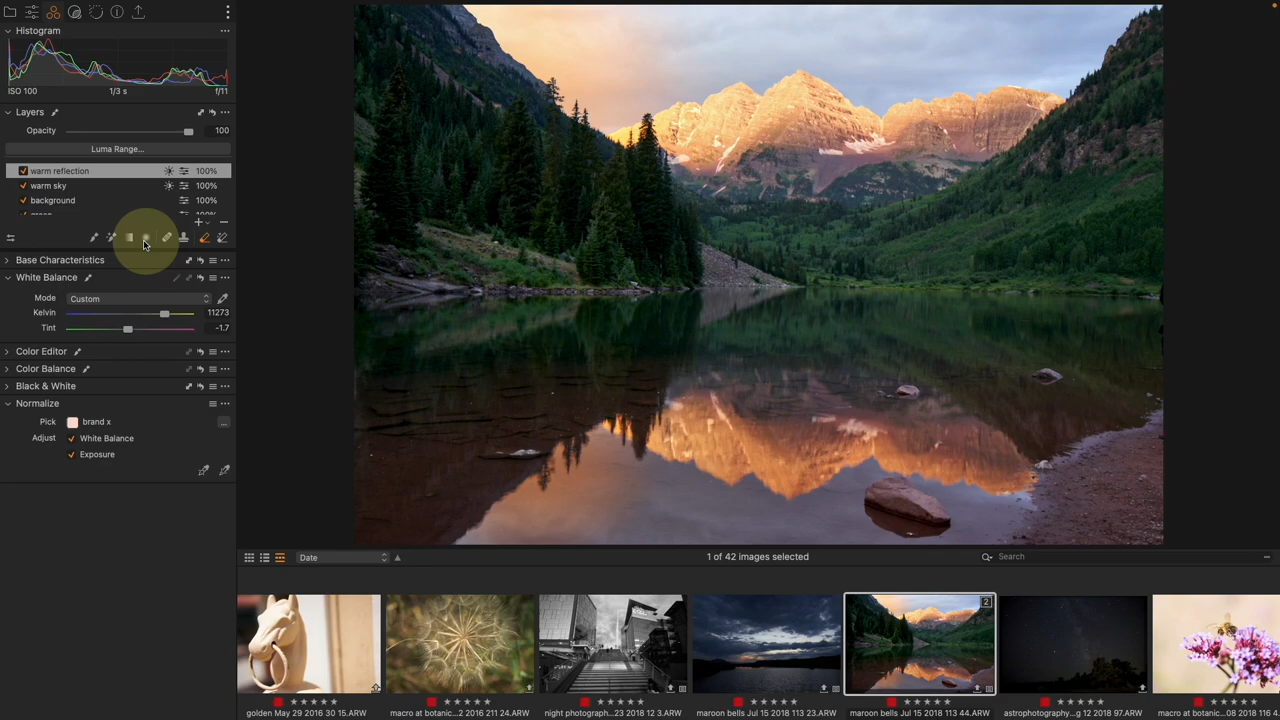 Histogram
ISO 100 1/3 s f/11
Layers
Opacity 100
Luma Range...
warm reflection 100%
warm sky 100%
background 100%
Base Characteristics
White Balance
Mode Custom
Kelvin 11273
Tint -1.7
Color Editor
Color Balance
Black & White
Normalize
Pick brand x ...
Adjust White Balance
Exposure
Date 1 of 42 images selected Search
2
golden May 29 2016 30 15.ARW
macro at botanic...2 2016 211 24.ARW
night photograph...23 2018 12 3.ARW
maroon bells Jul 15 2018 113 23.ARW
maroon bells Jul 15 2018 113 44.ARW
astrophotography...g 12 2018 97.ARW
macro at botanic...08 2018 116 4